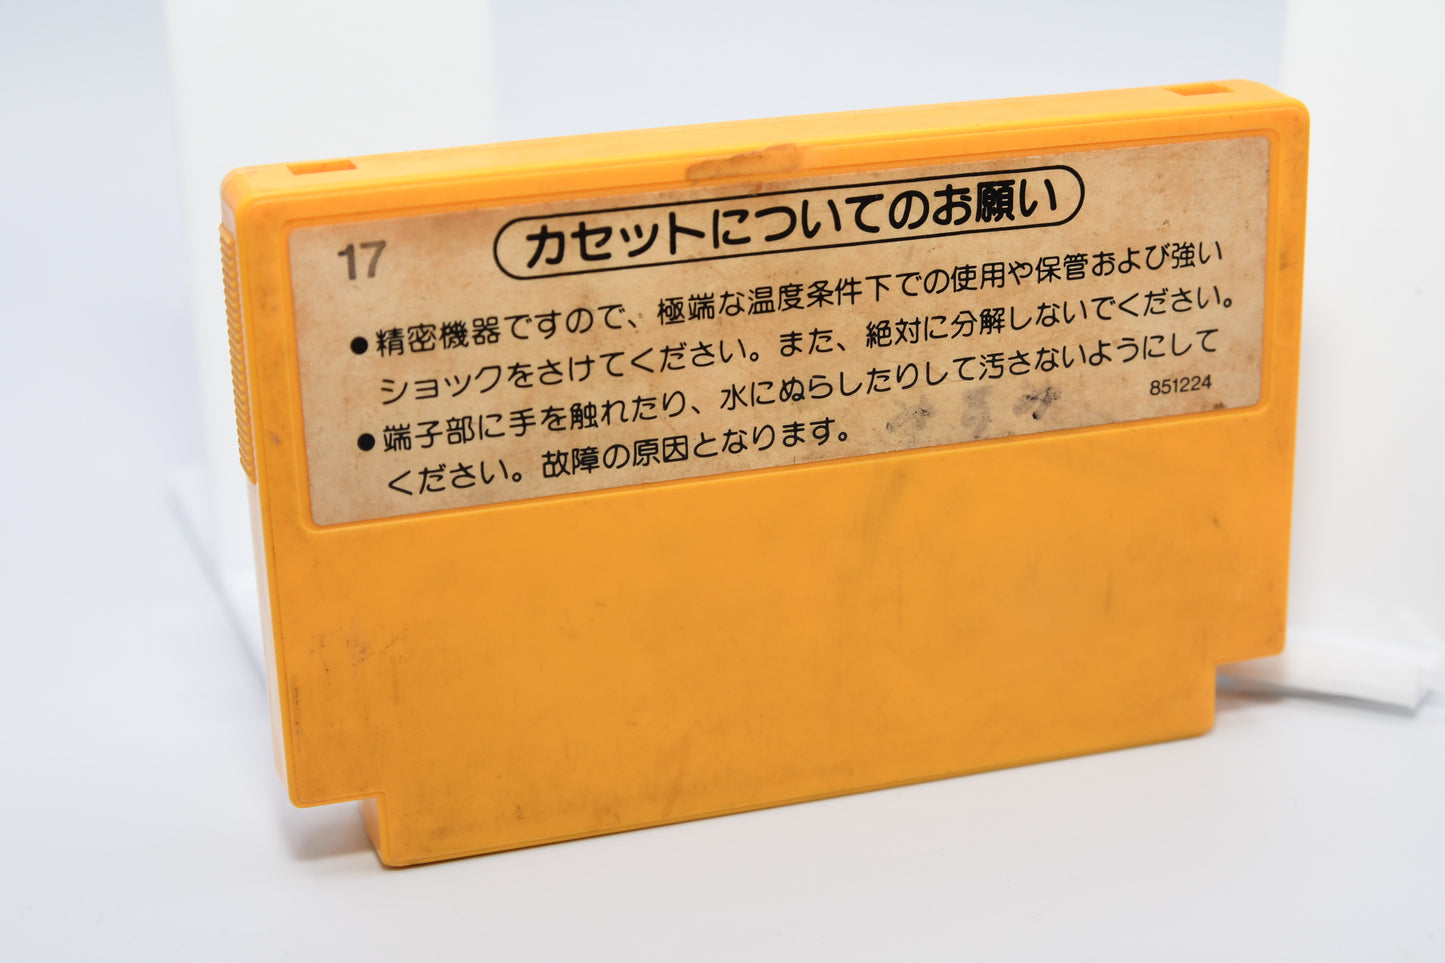 17
カセットについてのお願い
●精密機器ですので、極端な温度条件下での使用や保管および強い
ショックをさけてください。また、絶対に分解しないでください。
●端子部に手を触れたり、水にぬらしたりして汚さないようにして
ください。故障の原因となります。
851224